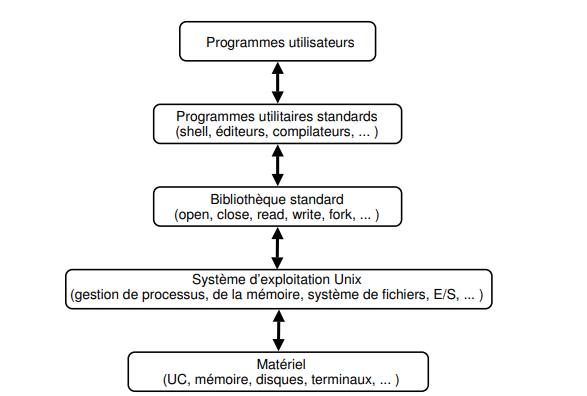 Programmes utilisateurs
Programmes utilitaires standards
(shell, éditeurs, compilateurs, ... )
Bibliothèque standard
(open, close, read, write, fork, ... )
Système d'exploitation Unix
(gestion de processus, de la mémoire, système de fichiers, E/S, ... )
Matériel
(UC, mémoire, disques, terminaux, ... )